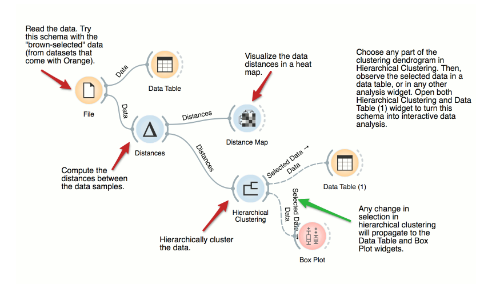 Read the data. Try
this schema with the
"brown-selected" data
(from datasets that
come with Orange).
Data
Data Table
File
Data
Visualize the data
distances in a heat
map.
Choose any part of the
clustering dendrogram in
Hierarchical Clustering. Then,
observe the selected data in a
data table, or in any other
analysis widget. Open both
Hierarchical Clustering and Data
Table (1) widget to turn this
schema into interactive data
analysis.
Distances
Distance Map
Distances
Distances
Compute the
distances between
the data samples.
Selected Data →
Data
Data Table (1)
Hierarchical
Clustering
Hierarchically cluster
the data.
Selected Data →
Data
Any change in
selection in
hierarchical clustering
will propagate to the
Data Table and Box
Plot widgets.
Box Plot